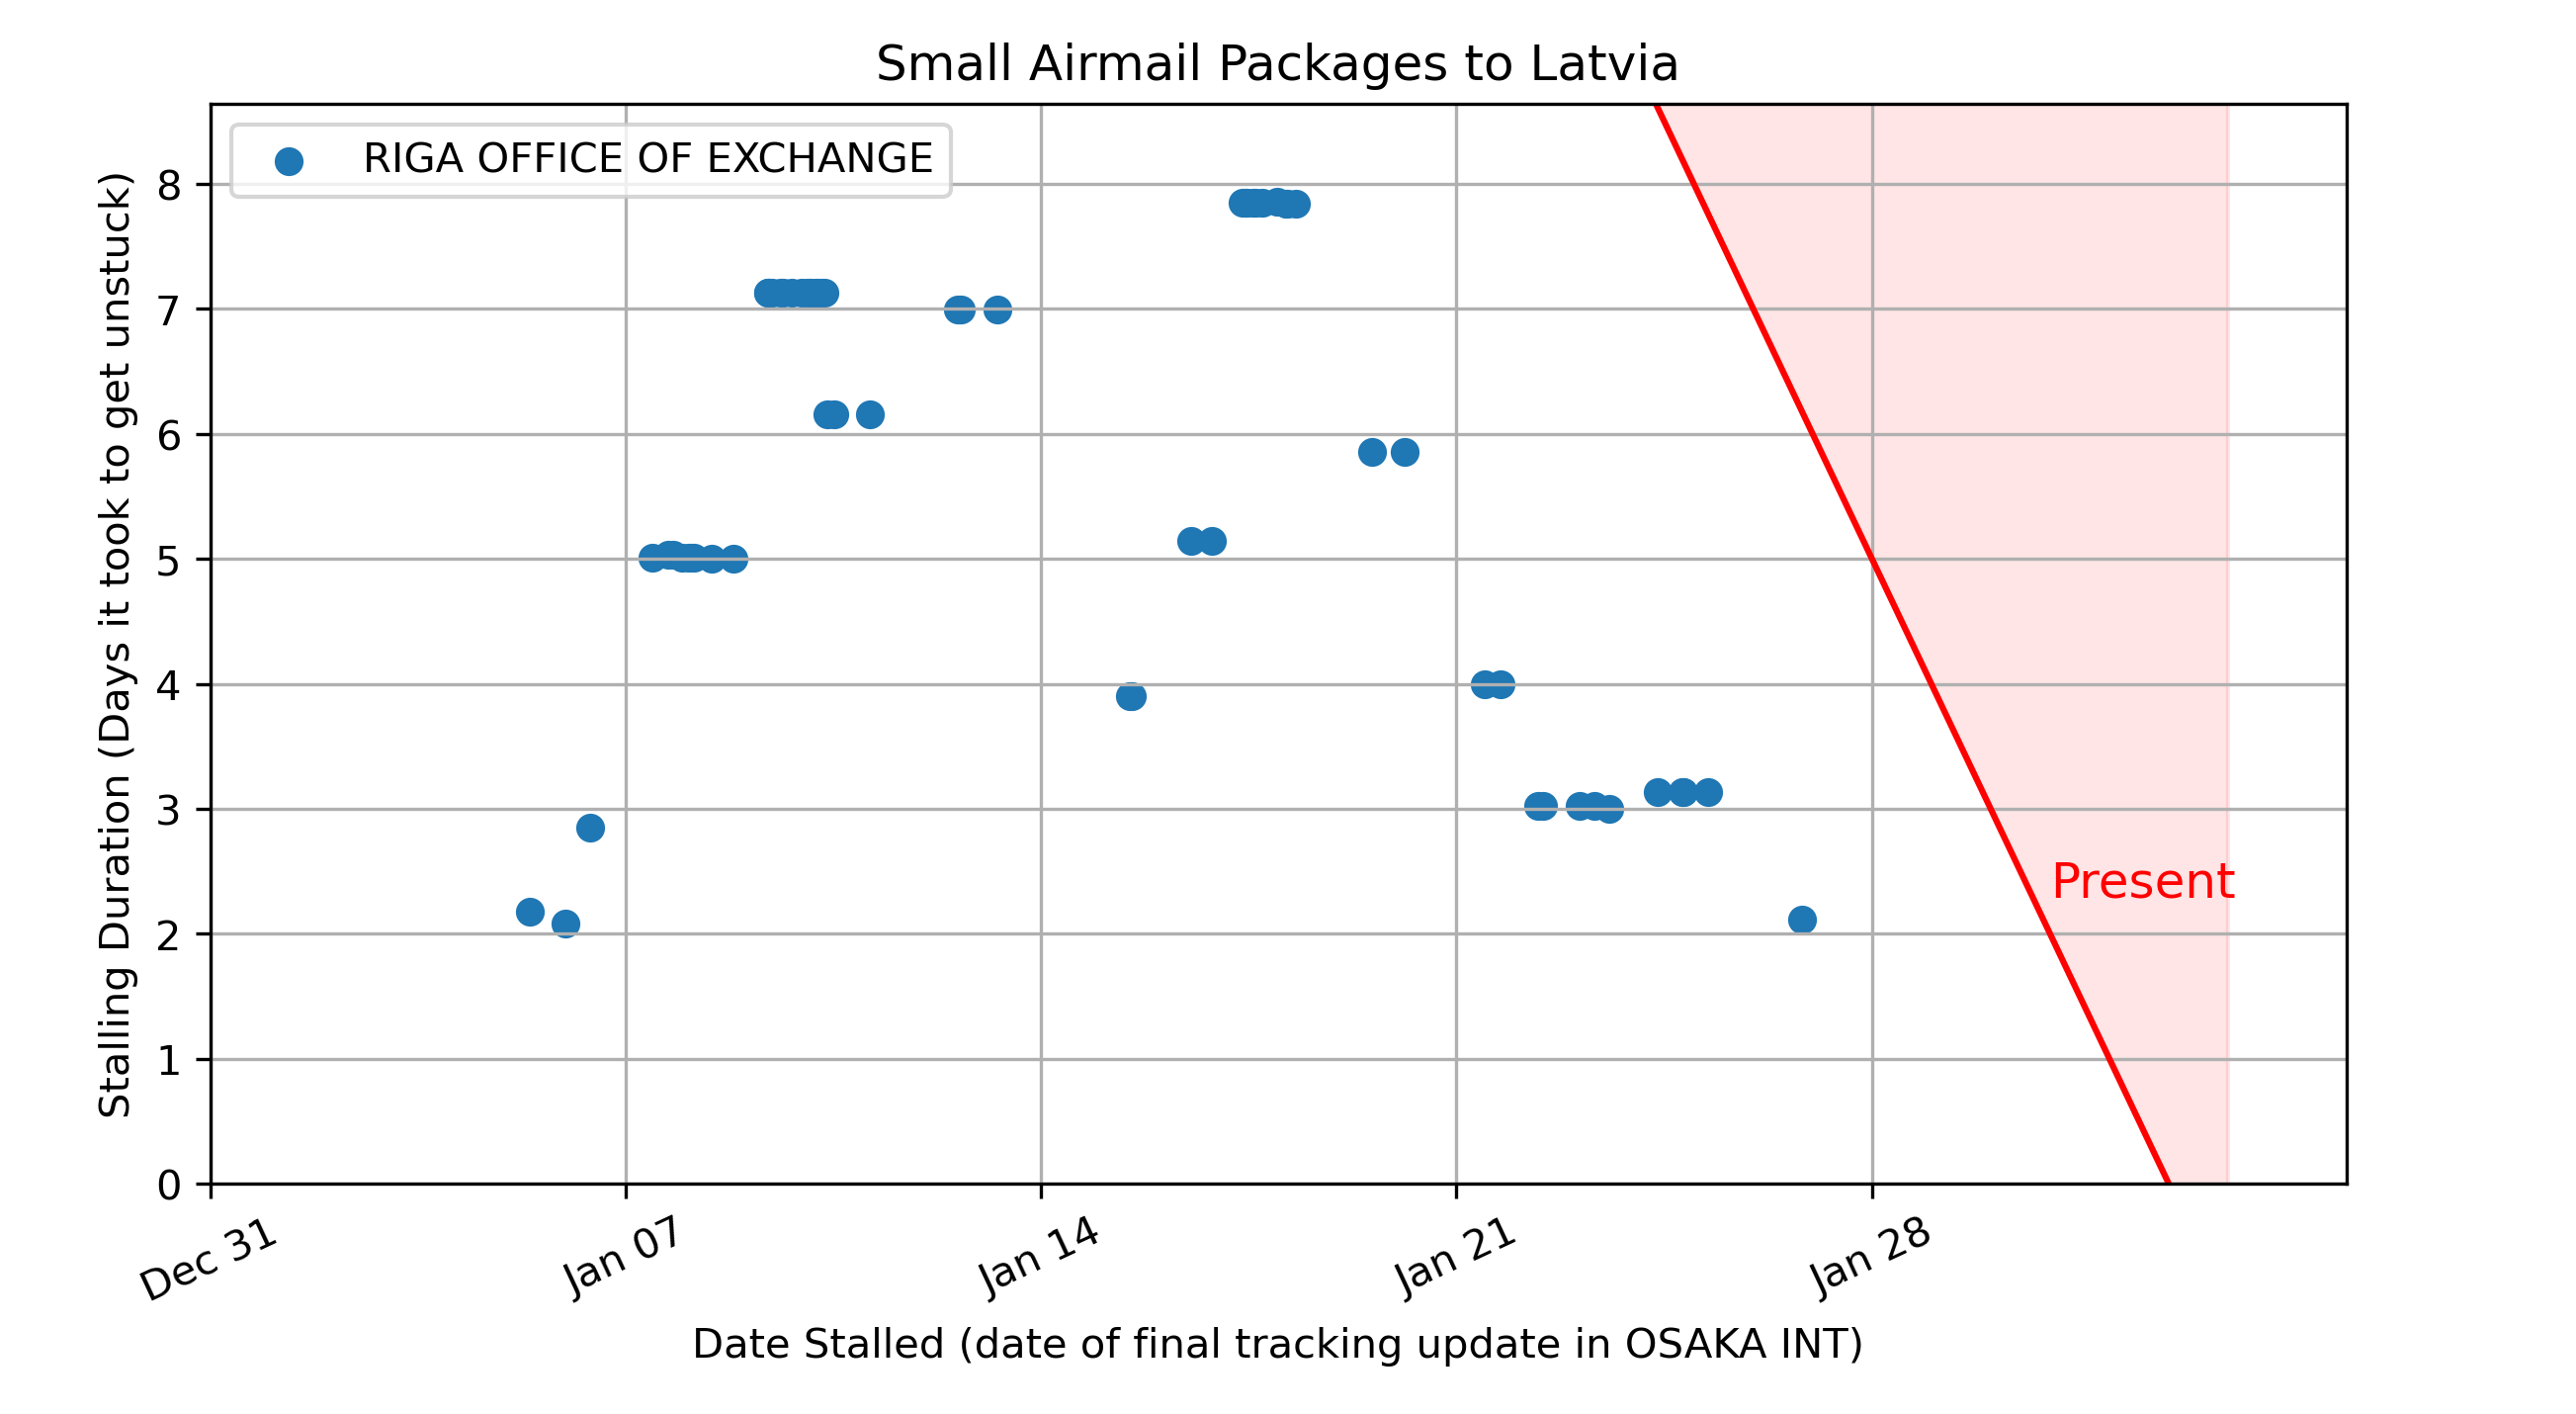 Small Airmail Packages to Latvia
RIGA OFFICE OF EXCHANGE
Stalling Duration (Days it took to get unstuck)
8
7
6
5
4
3
2
1
0
Present
Dec 31
Jan 07
Jan 14
Jan 21
Jan 28
Date Stalled (date of final tracking update in OSAKA INT)